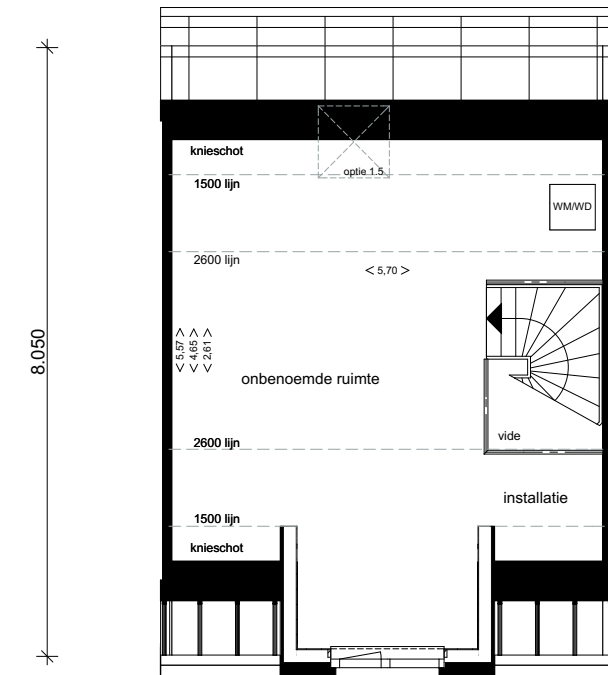 knieschot
optie 1.5
1500 lijn
WM/WD
2600 lijn
< 5,70 >
8.050
< 5,57 >
< 4,65 >
< 2,61 >
onbenoemde ruimte
vide
2600 lijn
installatie
1500 lijn
knieschot